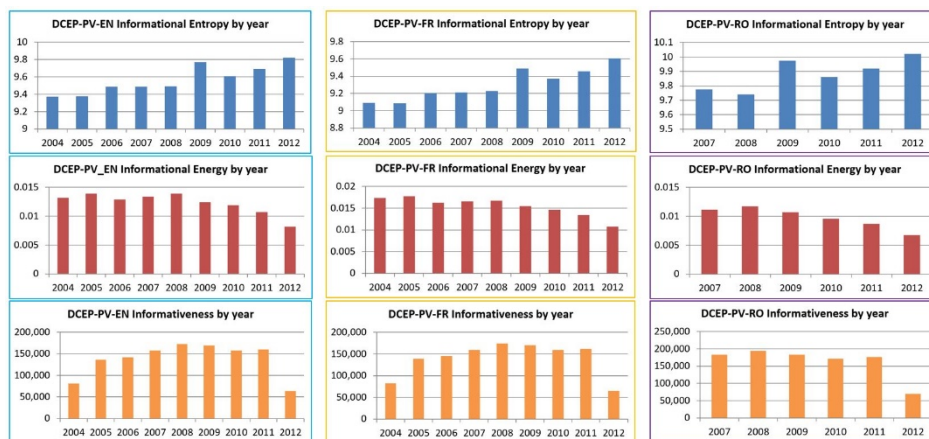 DCEP-PV-EN Informational Entropy by year
10
9.8
9.6
9.4
9.2
9
2004 2005 2006 2007 2008 2009 2010 2011 2012
DCEP-PV-FR Informational Entropy by year
9.8
9.6
9.4
9.2
9
8.8
2004 2005 2006 2007 2008 2009 2010 2011 2012
DCEP-PV-RO Informational Entropy by year
10.1
10
9.9
9.8
9.7
9.6
9.5
2007 2008 2009 2010 2011 2012
DCEP-PV_EN Informational Energy by year
0.015
0.01
0.005
0
2004 2005 2006 2007 2008 2009 2010 2011 2012
DCEP-PV-FR Informational Energy by year
0.02
0.015
0.01
0.005
0
2004 2005 2006 2007 2008 2009 2010 2011 2012
DCEP-PV-RO Informational Energy by year
0.015
0.01
0.005
0
2007 2008 2009 2010 2011 2012
DCEP-PV-EN Informativeness by year
200,000
150,000
100,000
50,000
0
2004 2005 2006 2007 2008 2009 2010 2011 2012
DCEP-PV-FR Informativeness by year
200,000
150,000
100,000
50,000
0
2004 2005 2006 2007 2008 2009 2010 2011 2012
DCEP-PV-RO Informativeness by year
250,000
200,000
150,000
100,000
50,000
0
2007 2008 2009 2010 2011 2012